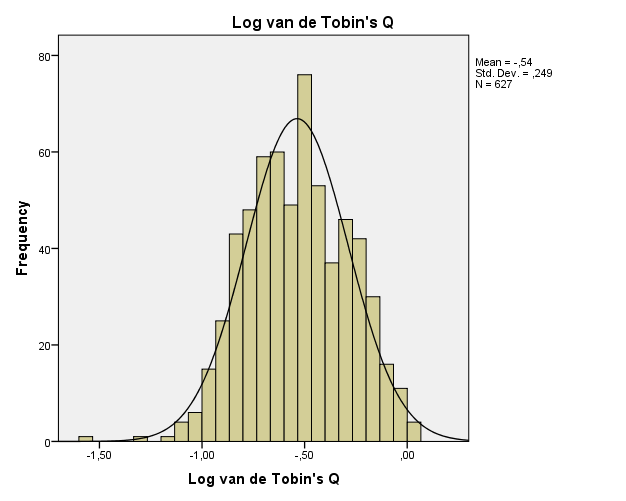 Log van de Tobin's Q
Mean = -,54
Std. Dev. = ,249
N = 627
Frequency
80
60
40
20
0
-1,50 -1,00 -,50 ,00
Log van de Tobin's Q